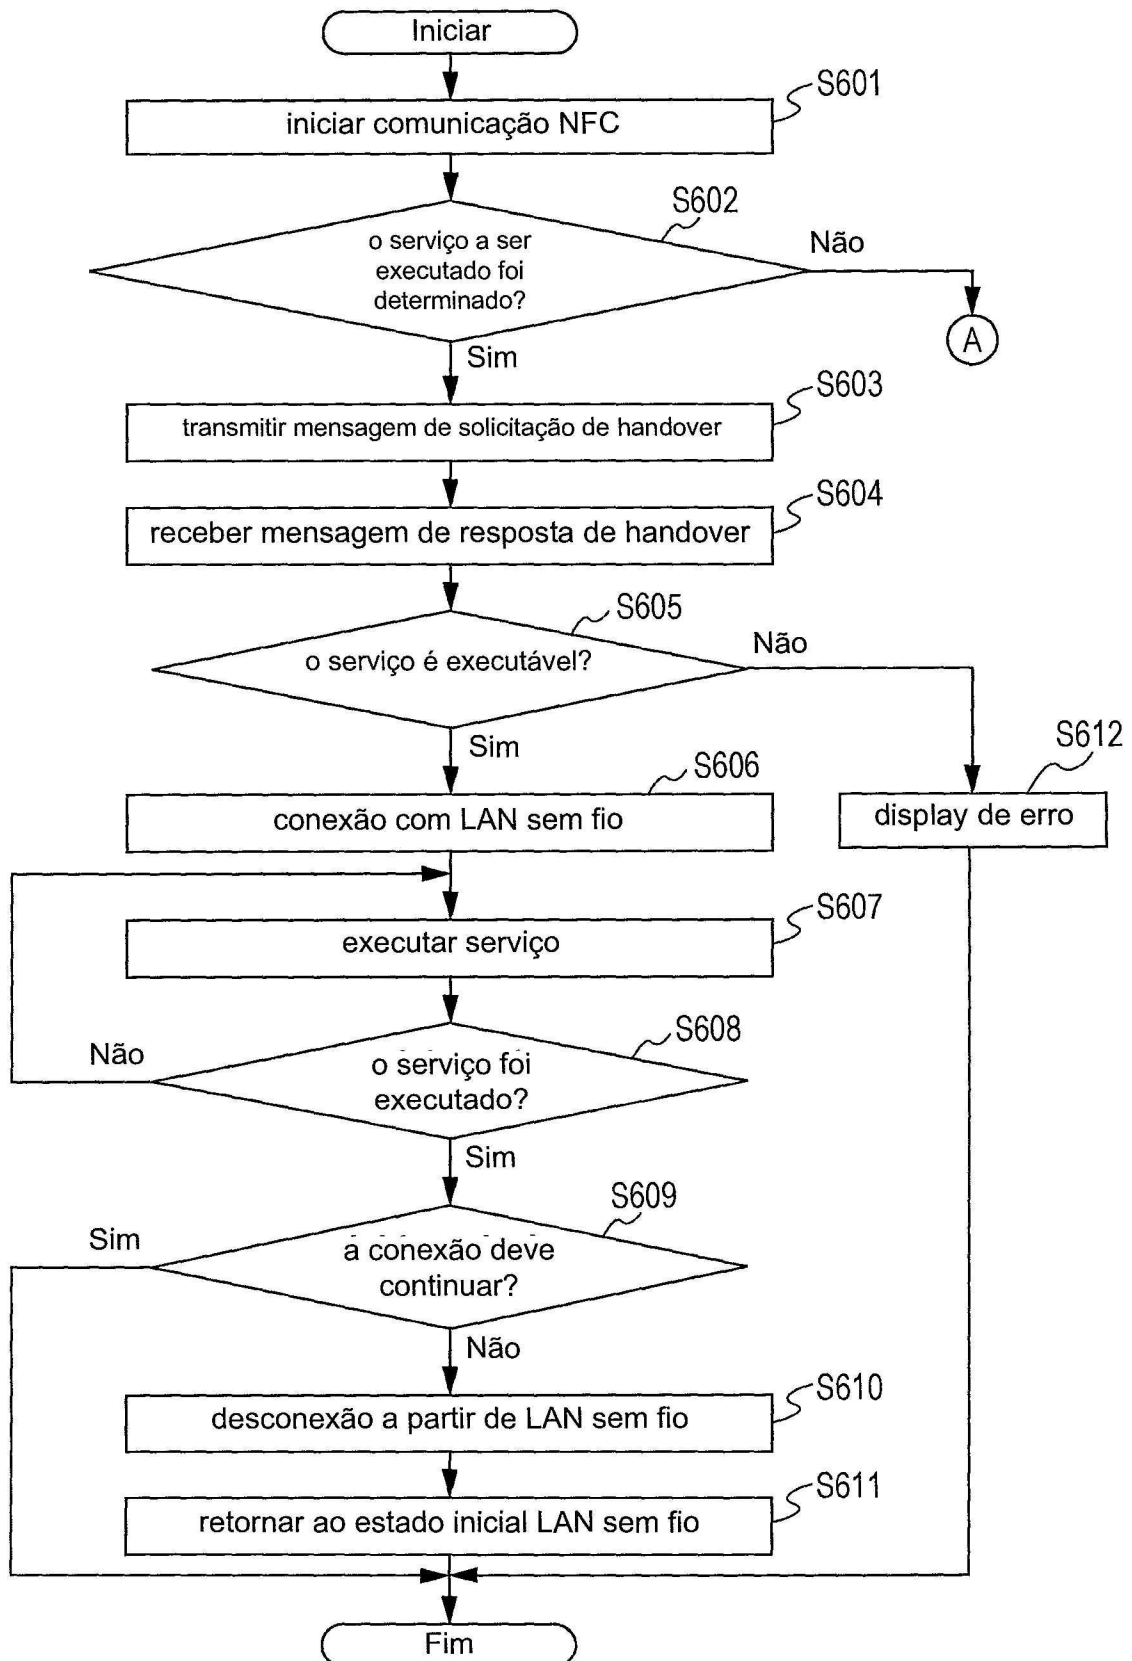 Iniciar
S601
iniciar comunicação NFC
S602
o serviço a ser
executado foi
determinado?
Não
A
Sim
S603
transmitir mensagem de solicitação de handover
S604
receber mensagem de resposta de handover
S605
o serviço é executável?
Não
Sim
S606
conexão com LAN sem fio
S612
display de erro
S607
executar serviço
S608
o serviço foi
executado?
Não
Sim
S609
a conexão deve
continuar?
Sim
Não
S610
desconexão a partir de LAN sem fio
S611
retornar ao estado inicial LAN sem fio
Fim